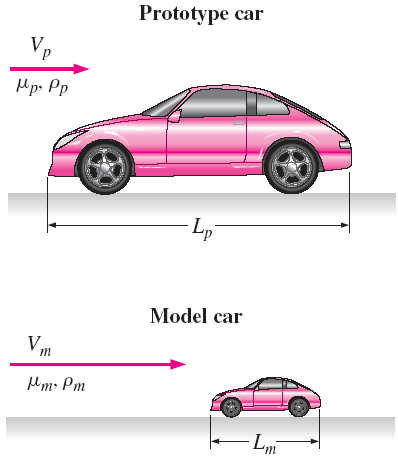 Prototype car
Vp
μp, ρp
Lp
Model car
Vm
μm, ρm
Lm